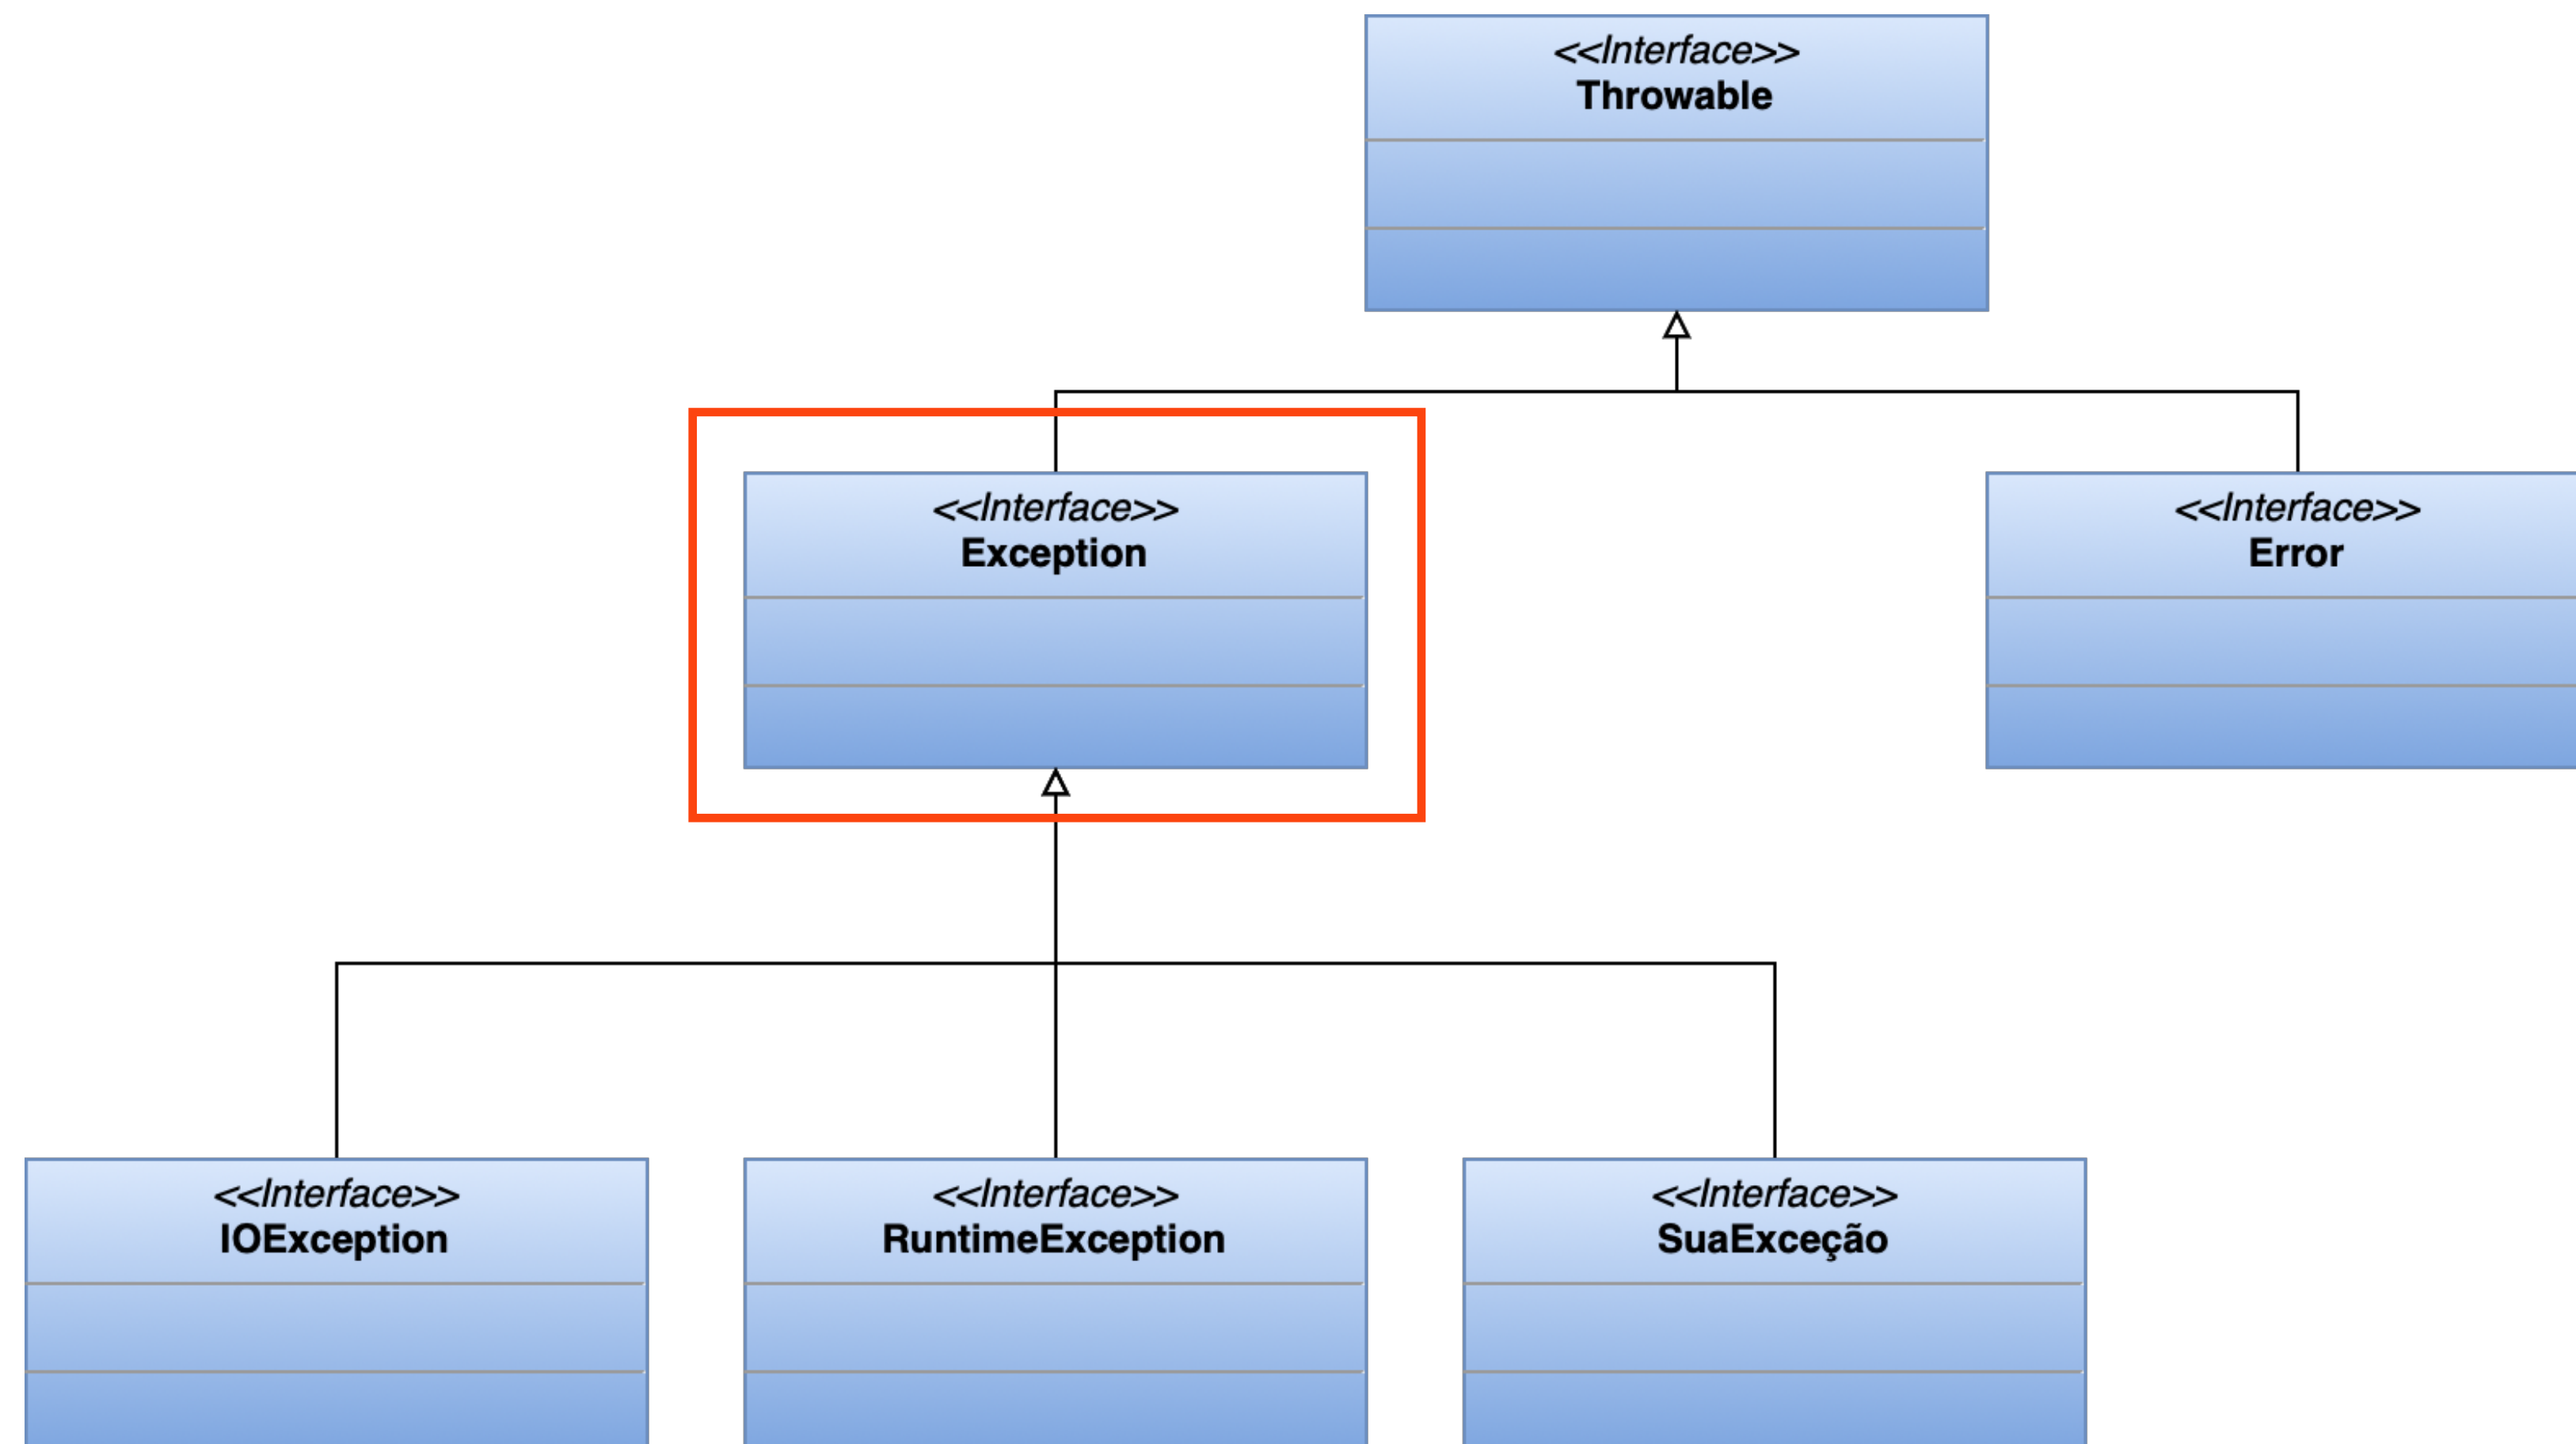 <<Interface>>
Throwable
<<Interface>>
Exception
<<Interface>>
Error
<<Interface>>
IOException
<<Interface>>
RuntimeException
<<Interface>>
SuaExceção